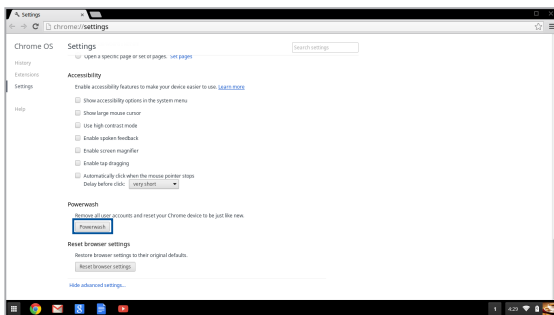 Settings
chrome://settings
Chrome OS
Settings
Search settings
History
Extensions
Settings
Help
Open a specific page or set of pages. Set pages
Accessibility
Enable accessibility features to make your device easier to use. Learn more
Show accessibility options in the system menu
Show large mouse cursor
Use high contrast mode
Enable spoken feedback
Enable screen magnifier
Enable tap dragging
Automatically click when the mouse pointer stops
Delay before click: very short
Powerwash
Remove all user accounts and reset your Chrome device to be just like new.
Powerwash
Reset browser settings
Restore browser settings to their original defaults.
Reset browser settings
Hide advanced settings...
8
1 4:29